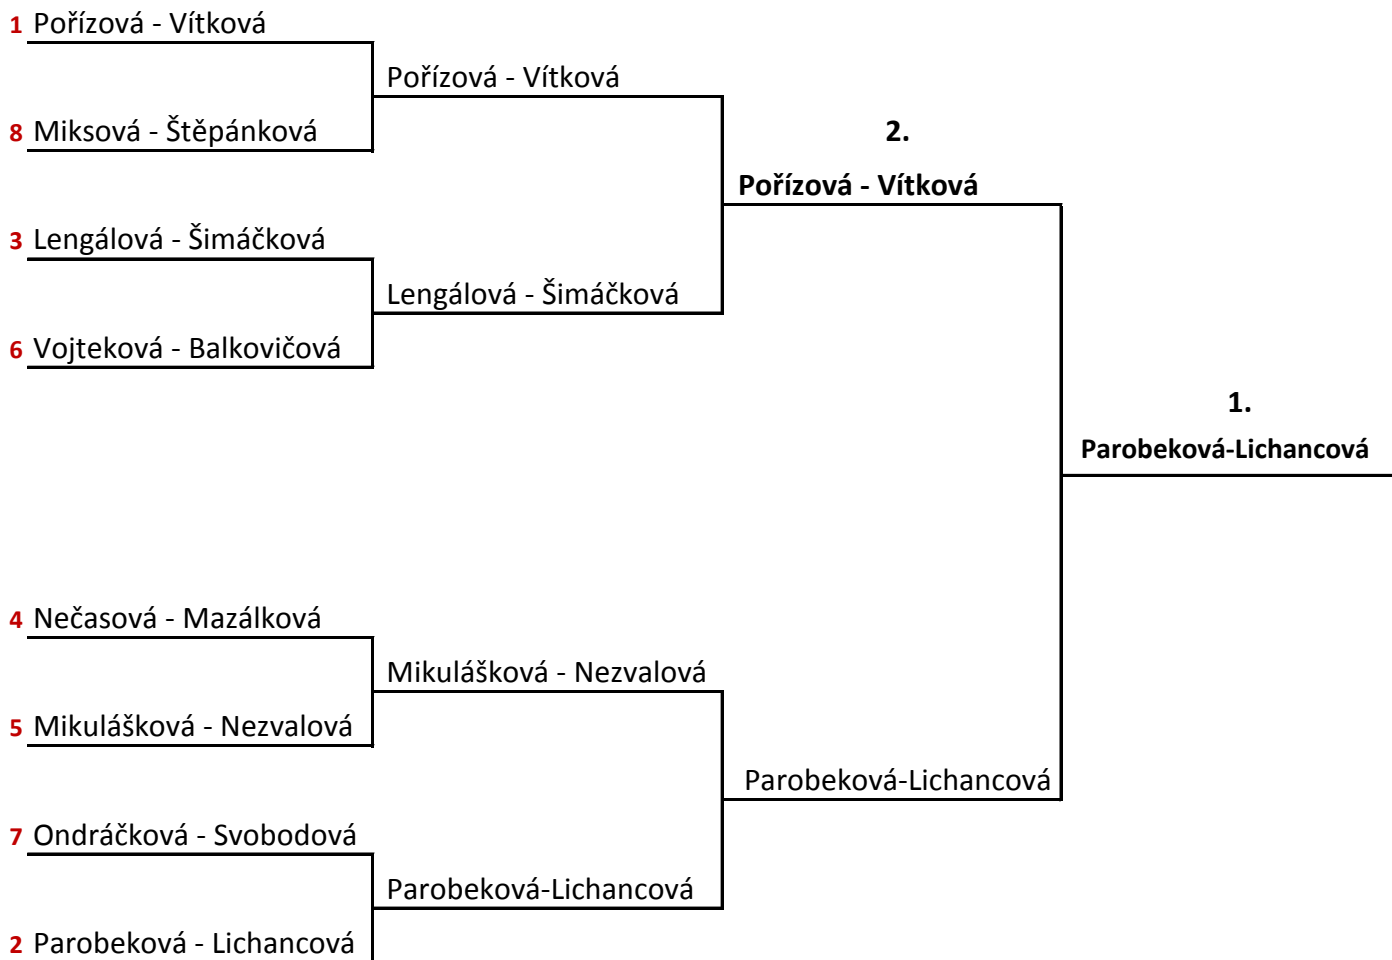 1 Pořízová - Vítková
Pořízová - Vítková
8 Miksová - Štěpánková
2.
Pořízová - Vítková
3 Lengálová - Šimáčková
Lengálová - Šimáčková
6 Vojteková - Balkovičová
1.
Parobeková-Lichancová
4 Nečasová - Mazálková
Mikulášková - Nezvalová
5 Mikulášková - Nezvalová
Parobeková-Lichancová
7 Ondráčková - Svobodová
Parobeková-Lichancová
2 Parobeková - Lichancová